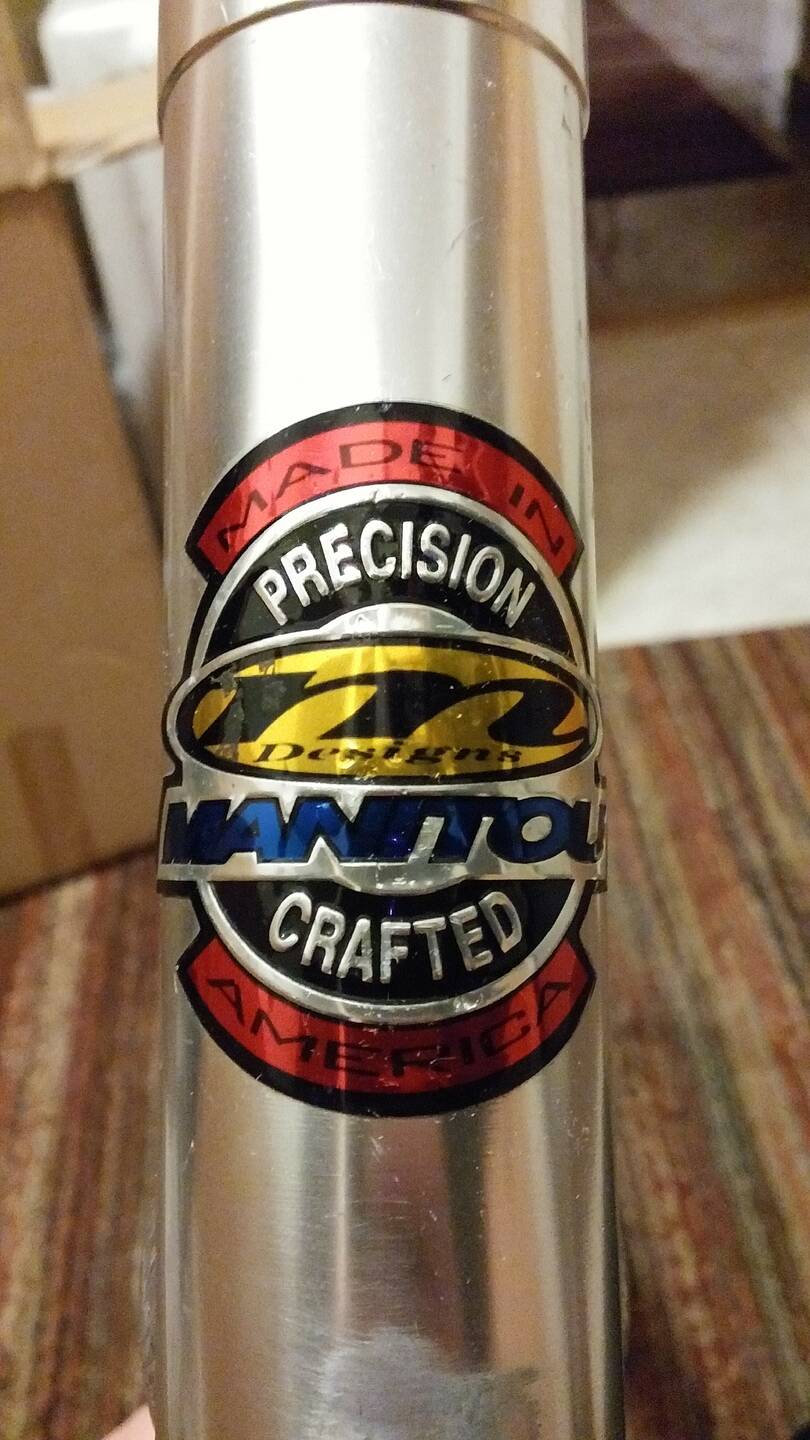 MADE IN
PRECISION
m
Designs
MANITOU
CRAFTED
AMERICA